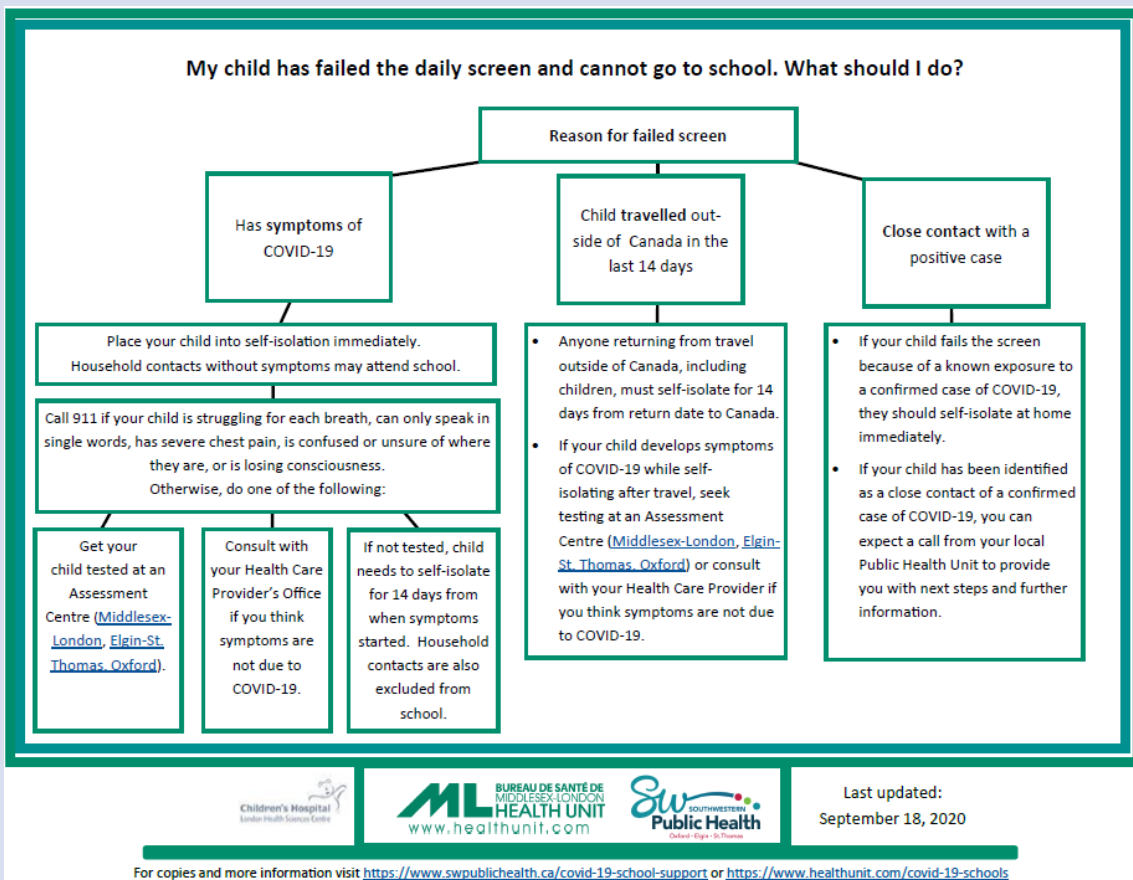 My child has failed the daily screen and cannot go to school. What should I do?
Reason for failed screen
Has symptoms of
COVID-19
Place your child into self-isolation immediately.
Household contacts without symptoms may attend school.
Call 911 if your child is struggling for each breath, can only speak in
single words, has severe chest pain, is confused or unsure of where
they are, or is losing consciousness.
Otherwise, do one of the following:
Get your
child tested at an
Assessment
Centre (Middlesex-
London, Elgin-St.
Thomas, Oxford).
Consult with
your Health Care
Provider's Office
if you think
symptoms are
not due to
COVID-19.
If not tested, child
needs to self-isolate
for 14 days from
when symptoms
started. Household
contacts are also
excluded from
school.
Child travelled out-
side of Canada in the
last 14 days
• Anyone returning from travel
outside of Canada, including
children, must self-isolate for 14
days from return date to Canada.
• If your child develops symptoms
of COVID-19 while self-
isolating after travel, seek
testing at an Assessment
Centre (Middlesex-London, Elgin-
St. Thomas, Oxford) or consult
with your Health Care Provider if
you think symptoms are not due
to COVID-19.
Close contact with a
positive case
• If your child fails the screen
because of a known exposure to
a confirmed case of COVID-19,
they should self-isolate at home
immediately.
• If your child has been identified
as a close contact of a confirmed
case of COVID-19, you can
expect a call from your local
Public Health Unit to provide
you with next steps and further
information.
Children's Hospital
London Health Sciences Centre
ML
BUREAU DE SANTÉ DE
MIDDLESEX-LONDON
HEALTH UNIT
www.healthunit.com
SW
SOUTHWESTERN
Public Health
Oxford · Elgin · St.Thomas
Last updated:
September 18, 2020
For copies and more information visit https://www.swpublichealth.ca/covid-19-school-support or https://www.healthunit.com/covid-19-schools